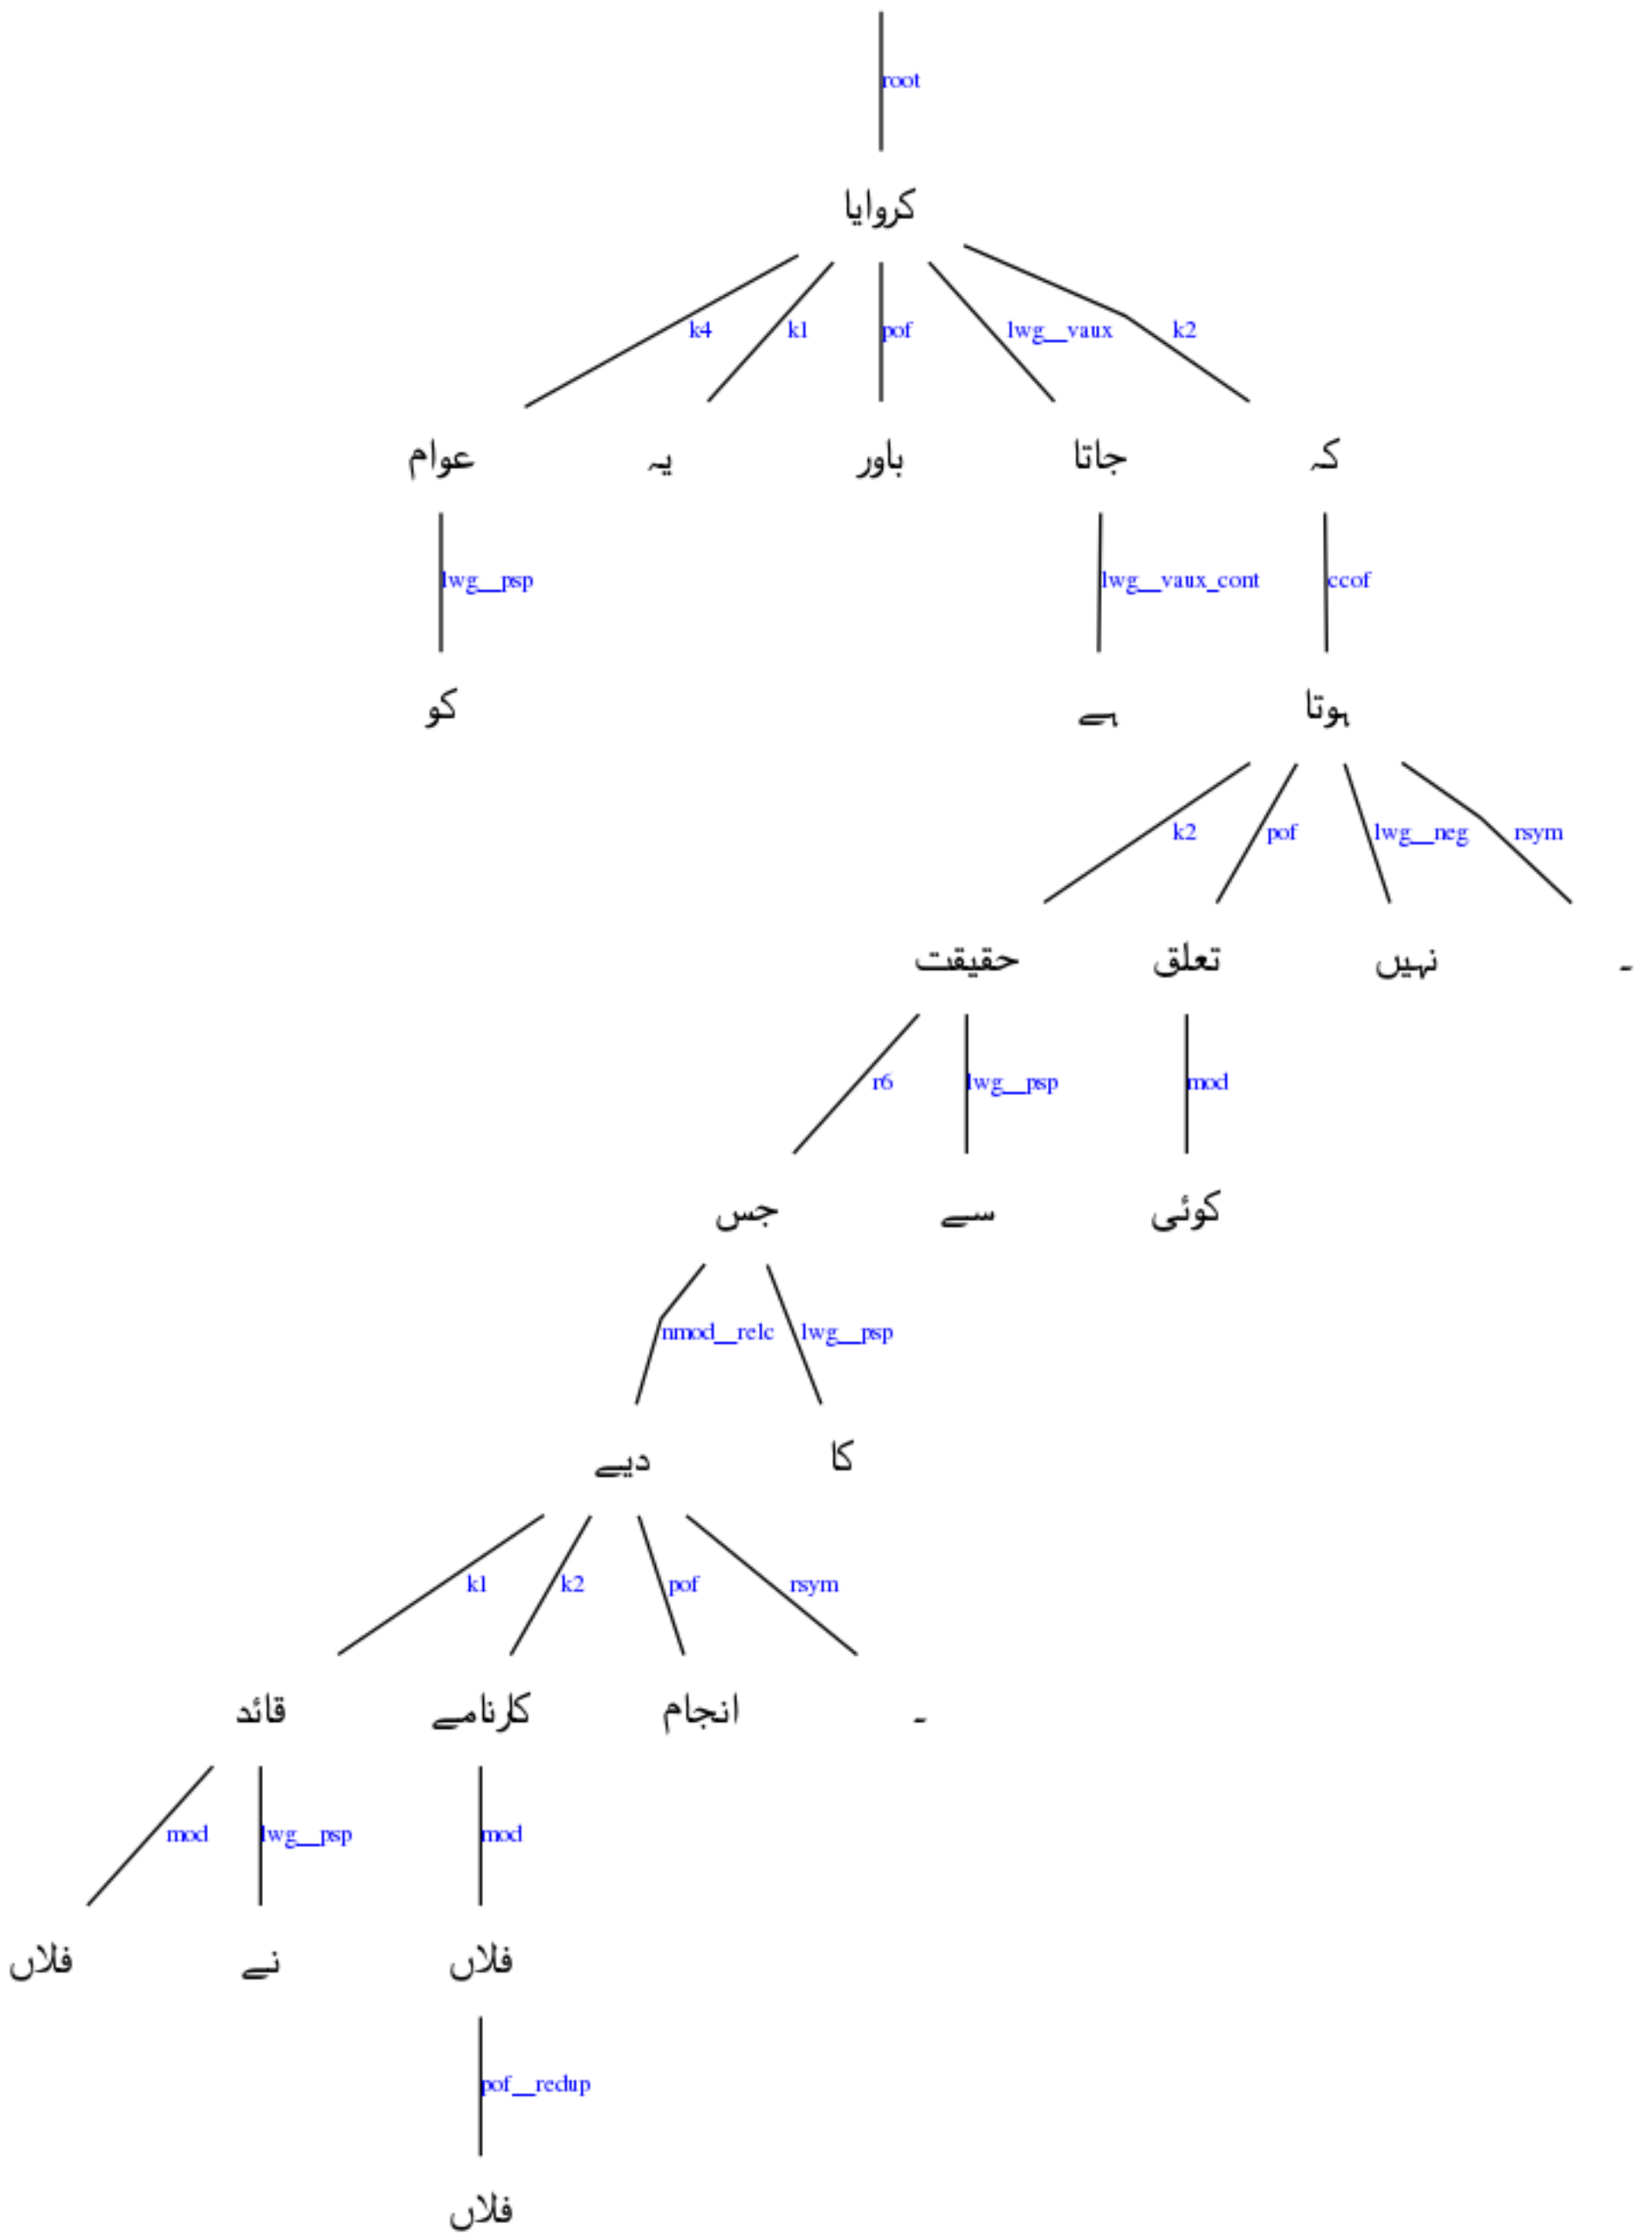 root
کروایا
k4 k1 pof lwg__vaux k2
عوام یہ باور جاتا کہ
lwg__psp lwg__vaux_cont ccof
کو ہے ہوتا
k2 pof lwg__neg rsym
حقیقت تعلق نہیں ۔
r6 lwg__psp mod
جس سے کوئی
nmod__relc lwg__psp
دیے کا
k1 k2 pof rsym
قائد کارنامے انجام ۔
mod lwg__psp mod
فلاں نے فلاں
pof__redup
فلاں